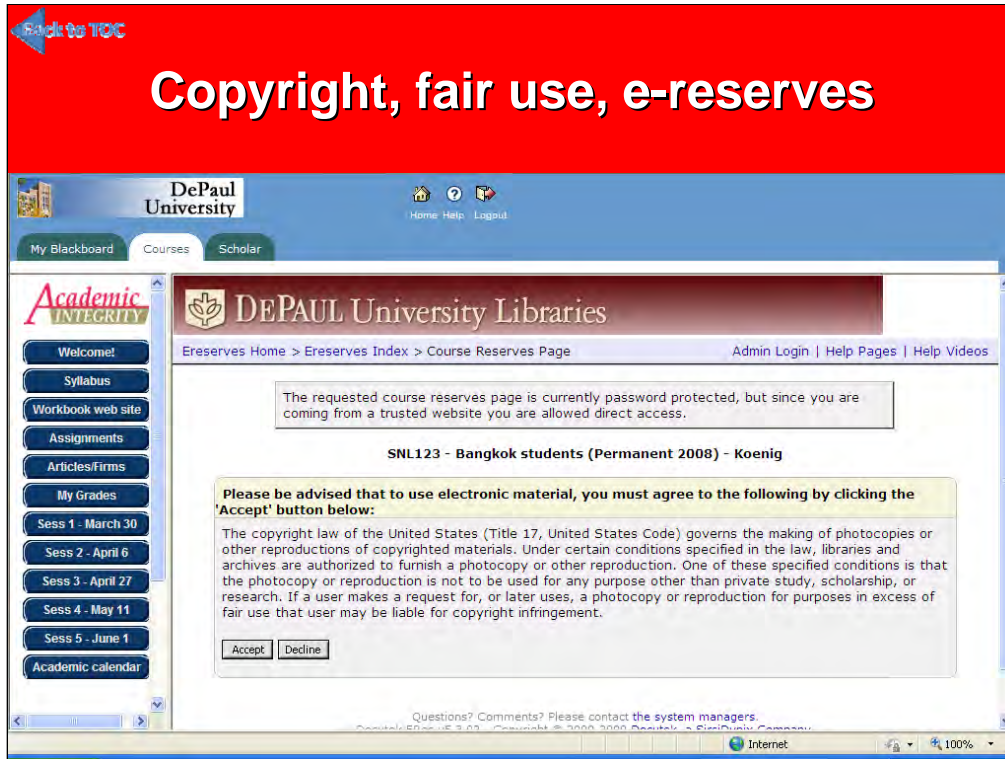 Back to TOC
Copyright, fair use, e-reserves
DePaul
University
Home Help Logout
My Blackboard Courses Scholar
Academic
INTEGRITY
DEPAUL University Libraries
Welcome!
Syllabus
Workbook web site
Assignments
Articles/Firms
My Grades
Sess 1 - March 30
Sess 2 - April 6
Sess 3 - April 27
Sess 4 - May 11
Sess 5 - June 1
Academic calendar
Ereserves Home > Ereserves Index > Course Reserves Page
Admin Login | Help Pages | Help Videos
The requested course reserves page is currently password protected, but since you are
coming from a trusted website you are allowed direct access.
SNL123 - Bangkok students (Permanent 2008) - Koenig
Please be advised that to use electronic material, you must agree to the following by clicking the
'Accept' button below:
The copyright law of the United States (Title 17, United States Code) governs the making of photocopies or
other reproductions of copyrighted materials. Under certain conditions specified in the law, libraries and
archives are authorized to furnish a photocopy or other reproduction. One of these specified conditions is that
the photocopy or reproduction is not to be used for any purpose other than private study, scholarship, or
research. If a user makes a request for, or later uses, a photocopy or reproduction for purposes in excess of
fair use that user may be liable for copyright infringement.
Accept Decline
Questions? Comments? Please contact the system managers.
Internet
100%